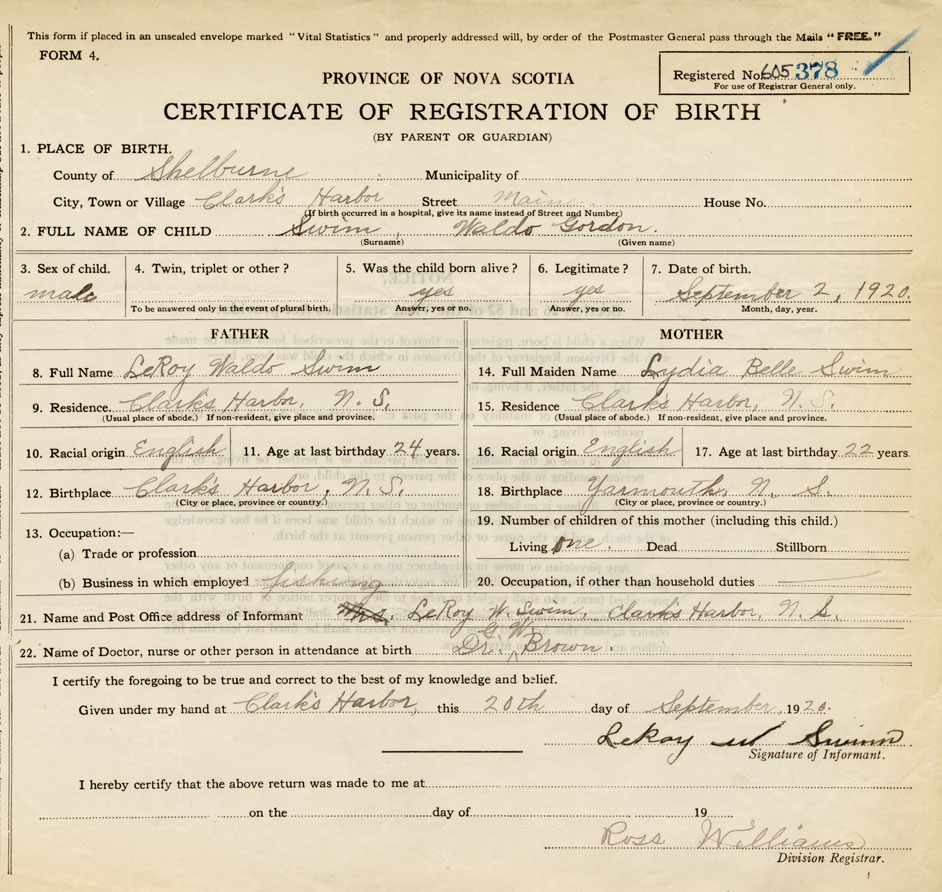 This form if placed in an unsealed envelope marked "Vital Statistics" and properly addressed will, by order of the Postmaster General pass through the Mails "FREE."
FORM 4.
Registered No. 605378
For use of Registrar General only.
PROVINCE OF NOVA SCOTIA
CERTIFICATE OF REGISTRATION OF BIRTH
(BY PARENT OR GUARDIAN)
1. PLACE OF BIRTH.
County of Shelburne Municipality of
City, Town or Village Clark's Harbor Street Maine House No.
(If birth occurred in a hospital, give its name instead of Street and Number)
2. FULL NAME OF CHILD Swim, Waldo Gordon.
(Surname) (Given name)
3. Sex of child. 4. Twin, triplet or other? 5. Was the child born alive? 6. Legitimate? 7. Date of birth.
male yes yes September 2, 1920.
To be answered only in the event of plural birth. Answer, yes or no. Answer, yes or no. Month, day, year.
FATHER MOTHER
8. Full Name LeRoy Waldo Swim 14. Full Maiden Name Lydia Belle Swim
9. Residence. Clark's Harbor, N. S. 15. Residence Clark's Harbor, N. S.
(Usual place of abode.) If non-resident, give place and province. (Usual place of abode.) If non-resident, give place and province.
10. Racial origin English 11. Age at last birthday 24 years. 16. Racial origin English 17. Age at last birthday 22 years
12. Birthplace Clark's Harbor, N. S. 18. Birthplace Yarmouth, N. S.
(City or place, province or country.) (City or place, province or country.)
13. Occupation:— 19. Number of children of this mother (including this child.)
(a) Trade or profession Living one. Dead Stillborn
(b) Business in which employed fishing 20. Occupation, if other than household duties
21. Name and Post Office address of Informant Mrs. LeRoy W. Swim, Clark's Harbor, N. S.
22. Name of Doctor, nurse or other person in attendance at birth Dr. G. W. Brown.
I certify the foregoing to be true and correct to the best of my knowledge and belief.
Given under my hand at Clark's Harbor, this 20th day of September, 1920.
LeRoy W Swim
Signature of Informant.
I hereby certify that the above return was made to me at
on the day of 19
Ross Williams
Division Registrar.